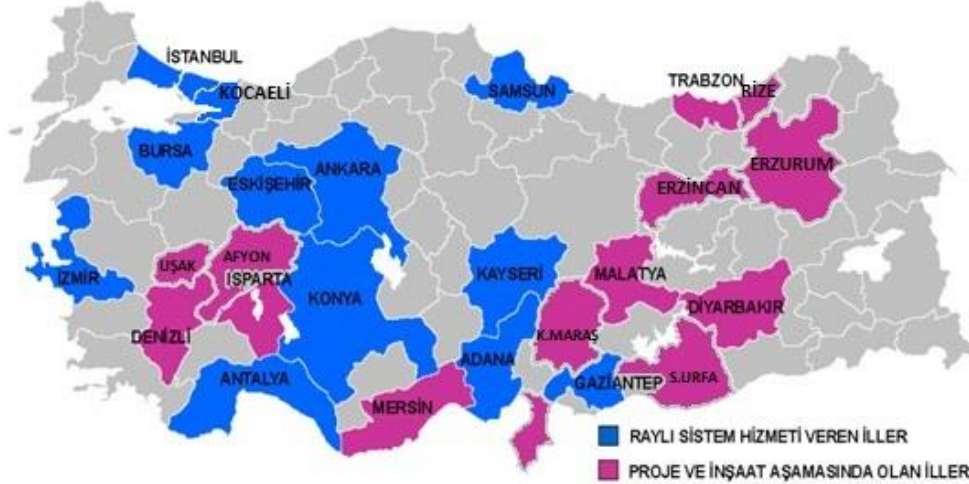 İSTANBUL
KOCAELİ
SAMSUN
TRABZON
RİZE
BURSA
ANKARA
ESKİŞEHİR
ERZURUM
ERZİNCAN
İZMİR
UŞAK
AFYON
ISPARTA
KONYA
KAYSERİ
MALATYA
DİYARBAKIR
DENİZLİ
K.MARAŞ
ADANA
ANTALYA
GAZİANTEP
S.URFA
MERSİN
RAYLI SİSTEM HİZMETİ VEREN İLLER
PROJE VE İNŞAAT AŞAMASINDA OLAN İLLER